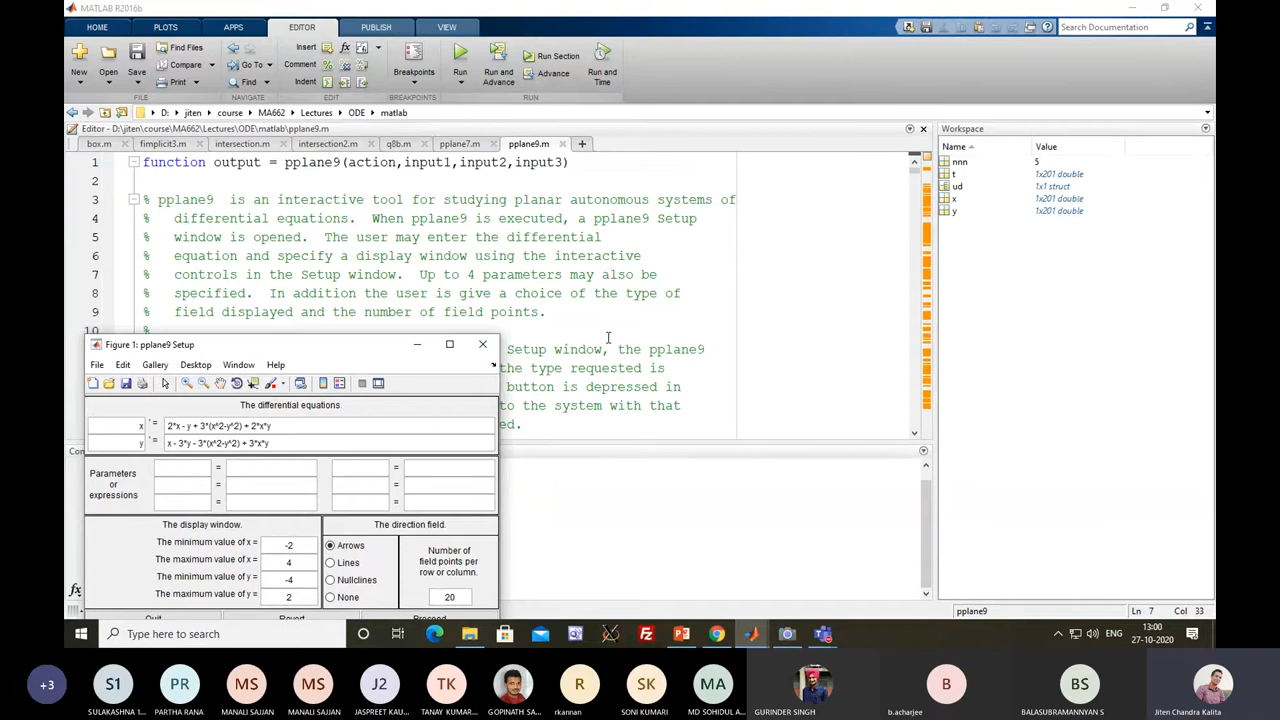 MATLAB R2016b
HOME PLOTS APPS EDITOR PUBLISH VIEW Search Documentation
New Open Save Find Files Compare Print Go To Find Insert fx Comment Indent Breakpoints Run Run and Advance Run Section Advance Run and Time
FILE NAVIGATE EDIT BREAKPOINTS RUN
D: jiten course MA662 Lectures ODE matlab
Editor - D:\jiten\course\MA662\Lectures\ODE\matlab\pplane9.m
box.m fimplicit3.m intersection.m intersection2.m q8b.m pplane7.m pplane9.m
1 function output = pplane9(action,input1,input2,input3)
2
3 % pplane9 is an interactive tool for studying planar autonomous systems of
4 % differential equations. When pplane9 is executed, a pplane9 Setup
5 % window is opened. The user may enter the differential
6 % equation and specify a display window using the interactive
7 % controls in the Setup window. Up to 4 parameters may also be
8 % specified. In addition the user is give a choice of the type of
9 % field displayed and the number of field points.
10 %
Setup window, the pplane9
the type requested is
button is depressed in
to the system with that
ed.
Workspace
Name Value
nnn 5
t 1x201 double
ud 1x1 struct
x 1x201 double
y 1x201 double
Figure 1: pplane9 Setup
File Edit Gallery Desktop Window Help
The differential equations.
x ' = 2*x - y + 3*(x^2-y^2) + 2*x*y
y ' = x - 3*y - 3*(x^2-y^2) + 3*x*y
Parameters
or
expressions
= =
= =
= =
The display window.
The minimum value of x = -2
The maximum value of x = 4
The minimum value of y = -4
The maximum value of y = 2
The direction field.
Arrows
Lines
Nullclines
None
Number of
field points per
row or column.
20
Quit Revert Proceed
Com
fx
pplane9 Ln 7 Col 33
Type here to search
ENG
13:00
27-10-2020
+3 S1 PR MS MS J2 TK R SK MA B BS
SULAKSHNA 1... PARTHA RANA MANALI SAJJAN MANALI SAJJAN JASPREET KAU... TANAY KUMAR... GOPINATH SA... rkannan SONI KUMARI MD SOHIDUL A... GURINDER SINGH b.acharjee BALASUBRAMANNYAN S Jiten Chandra Kalita